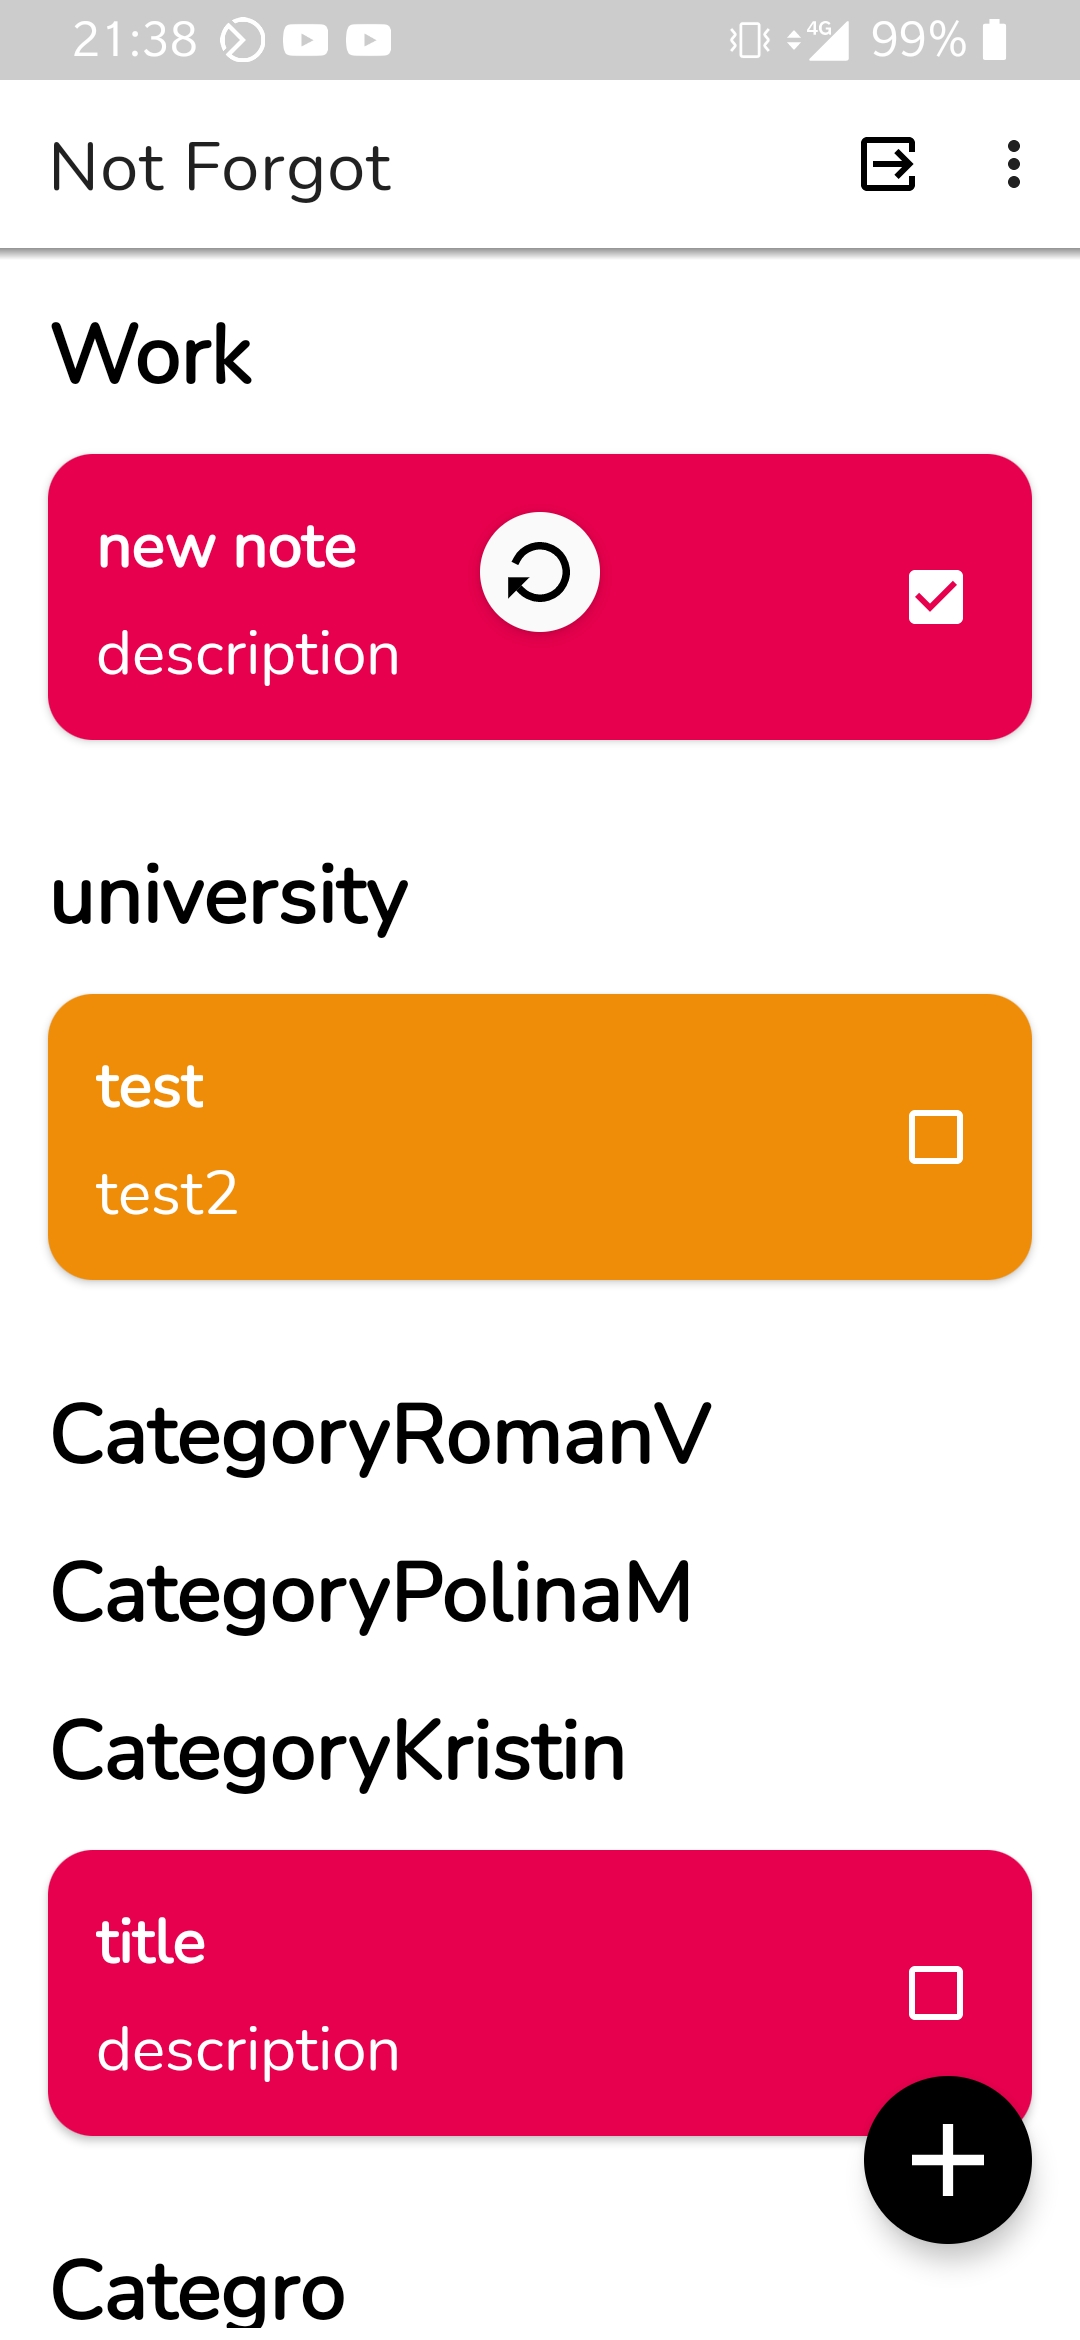 21:38 4G 99%
Not Forgot
Work
new note
description
university
test
test2
CategoryRomanV
CategoryPolinaM
CategoryKristin
title
description
Categro